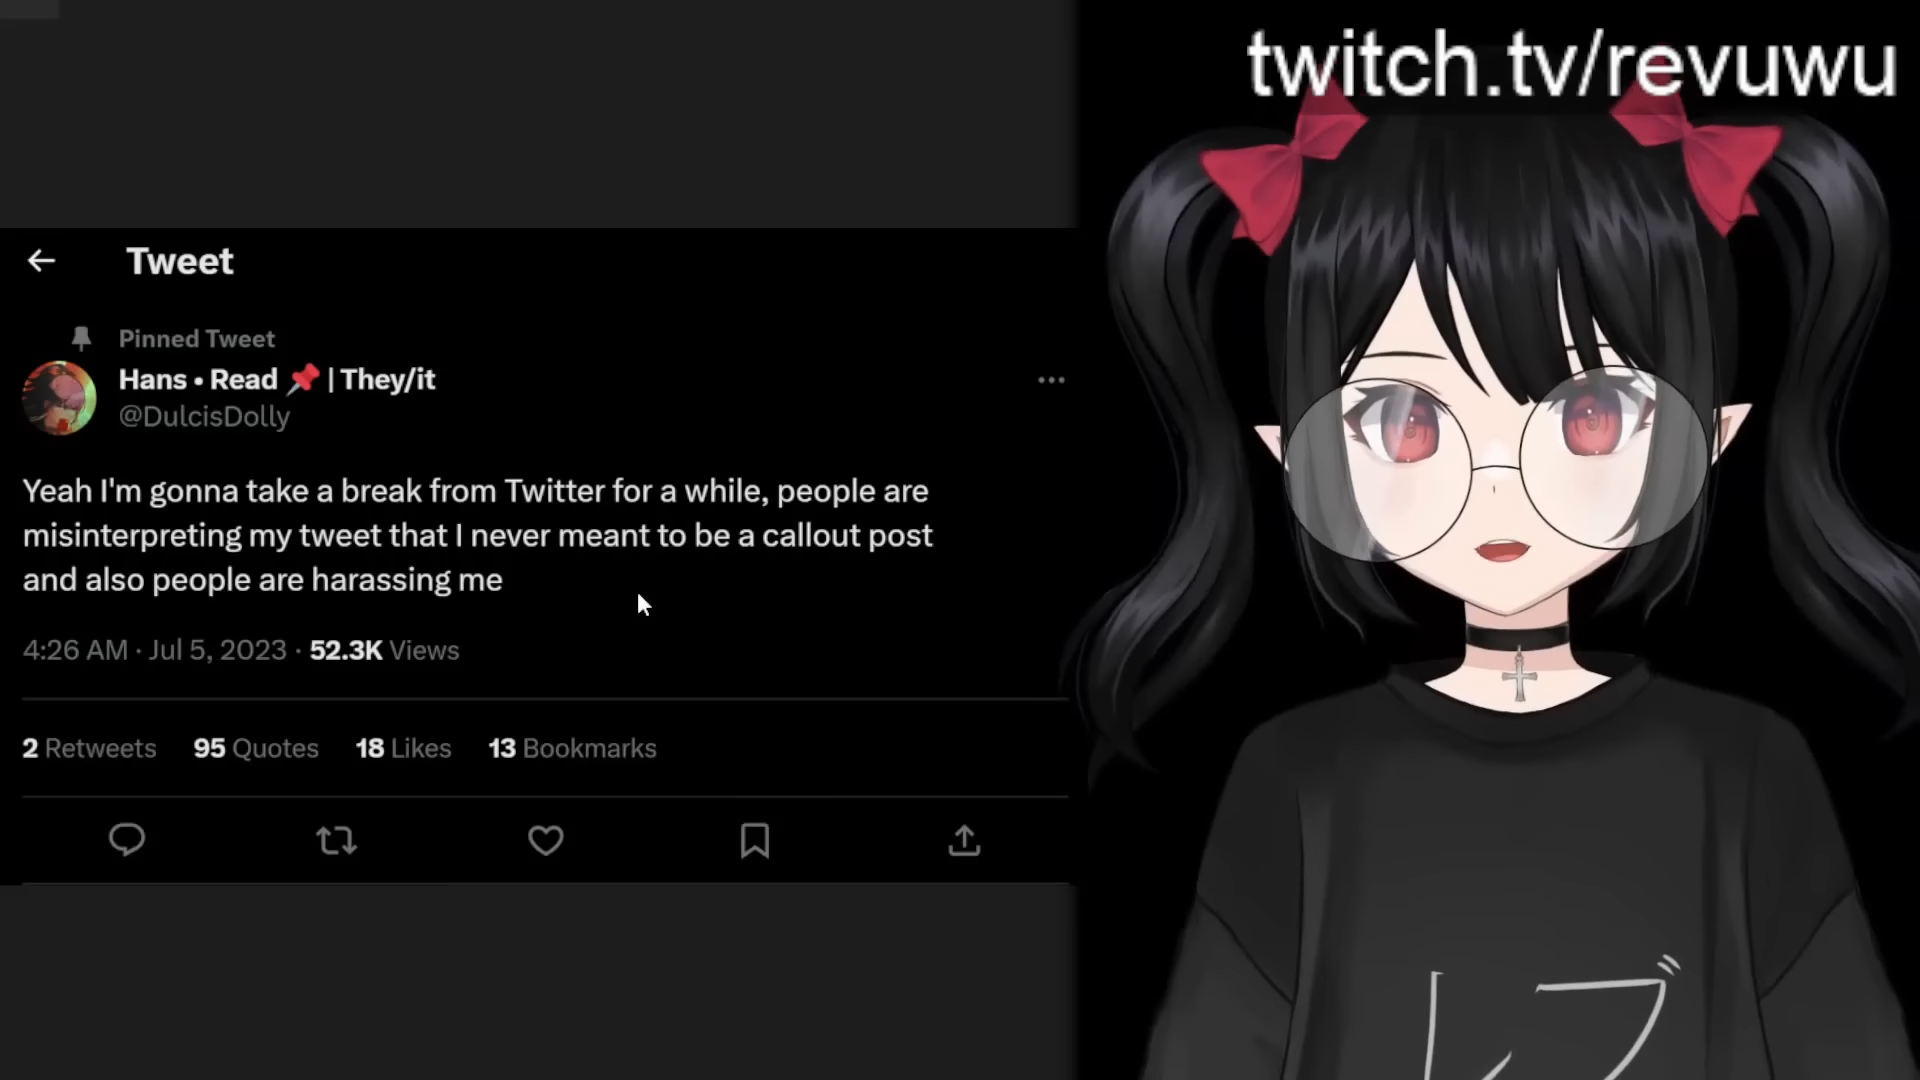 twitch.tv/revuwu
Tweet
Pinned Tweet
Hans • Read 📌 | They/it
@DulcisDolly
Yeah I'm gonna take a break from Twitter for a while, people are
misinterpreting my tweet that I never meant to be a callout post
and also people are harassing me
4:26 AM · Jul 5, 2023 · 52.3K Views
2 Retweets 95 Quotes 18 Likes 13 Bookmarks
レブ